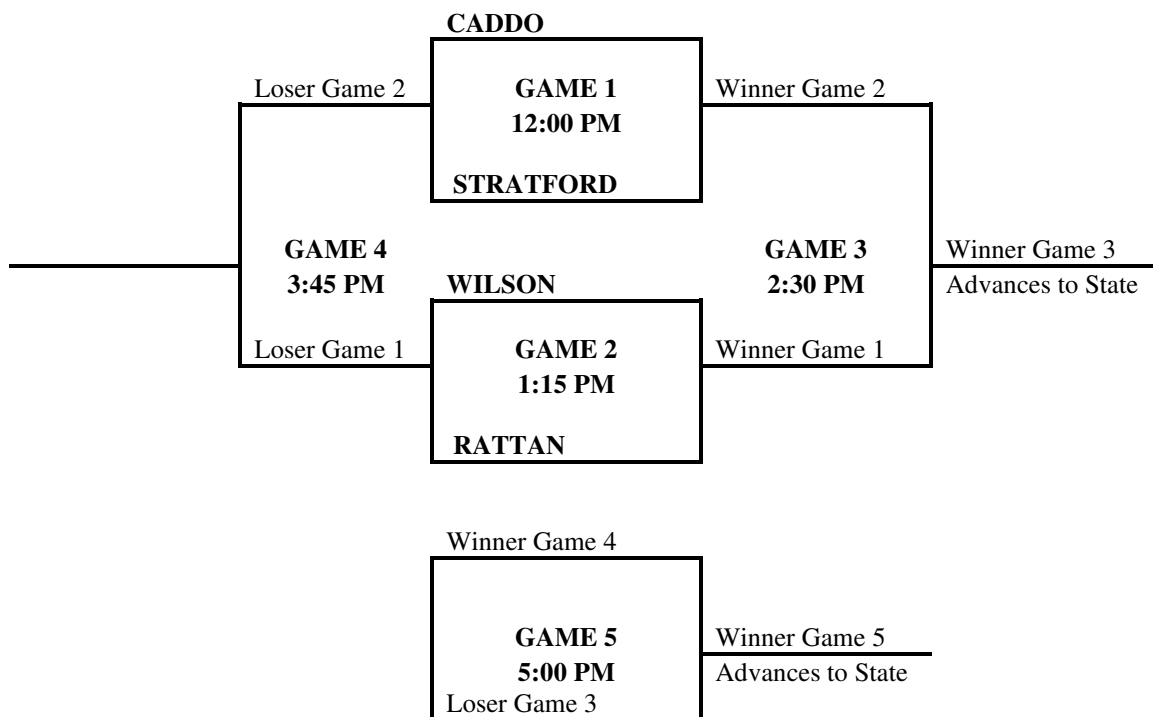 CADDO
Loser Game 2
GAME 1
Winner Game 2
12:00 PM
STRATFORD
GAME 4
GAME 3
Winner Game 3
3:45 PM
WILSON
2:30 PM
Advances to State
Loser Game 1
GAME 2
Winner Game 1
1:15 PM
RATTAN
Winner Game 4
GAME 5
Winner Game 5
5:00 PM
Advances to State
Loser Game 3